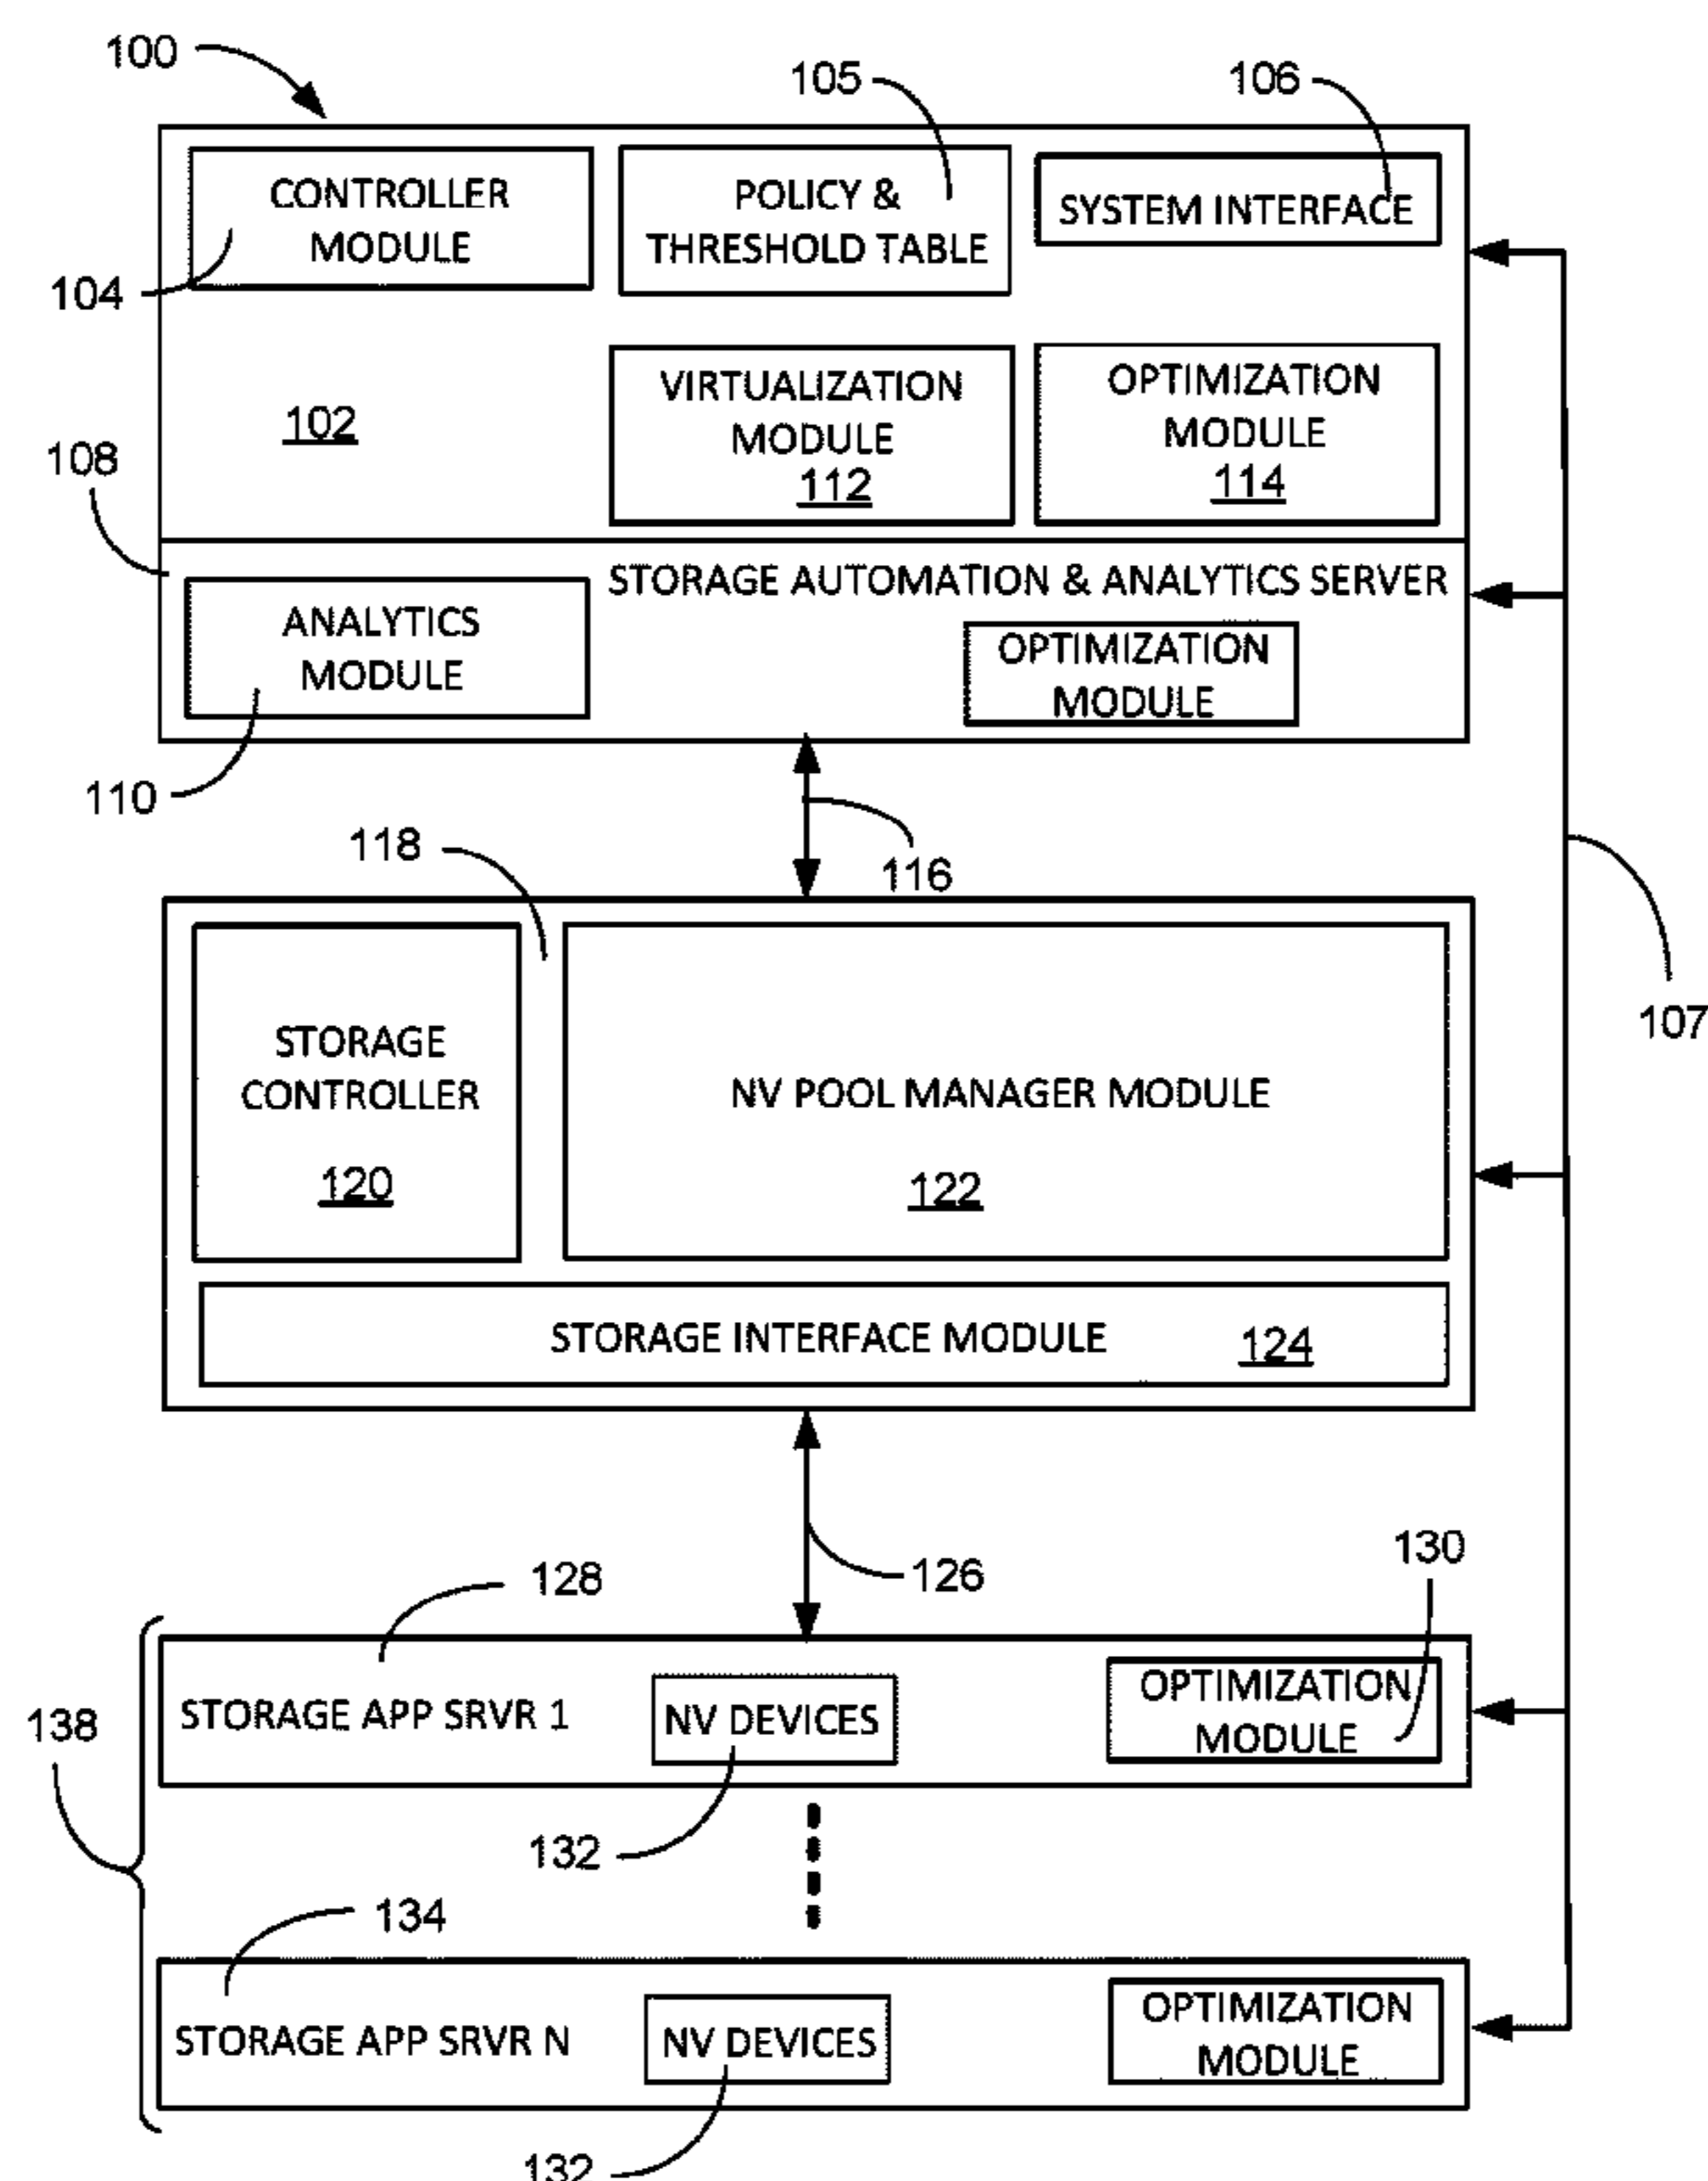 100
105
106
CONTROLLER
MODULE
POLICY &
THRESHOLD TABLE
SYSTEM INTERFACE
104
102
VIRTUALIZATION
MODULE
112
OPTIMIZATION
MODULE
114
108
STORAGE AUTOMATION & ANALYTICS SERVER
ANALYTICS
MODULE
OPTIMIZATION
MODULE
110
116
118
107
STORAGE
CONTROLLER
120
NV POOL MANAGER MODULE
122
STORAGE INTERFACE MODULE
124
126
128
130
138
STORAGE APP SRVR 1
NV DEVICES
OPTIMIZATION
MODULE
132
134
STORAGE APP SRVR N
NV DEVICES
OPTIMIZATION
MODULE
132